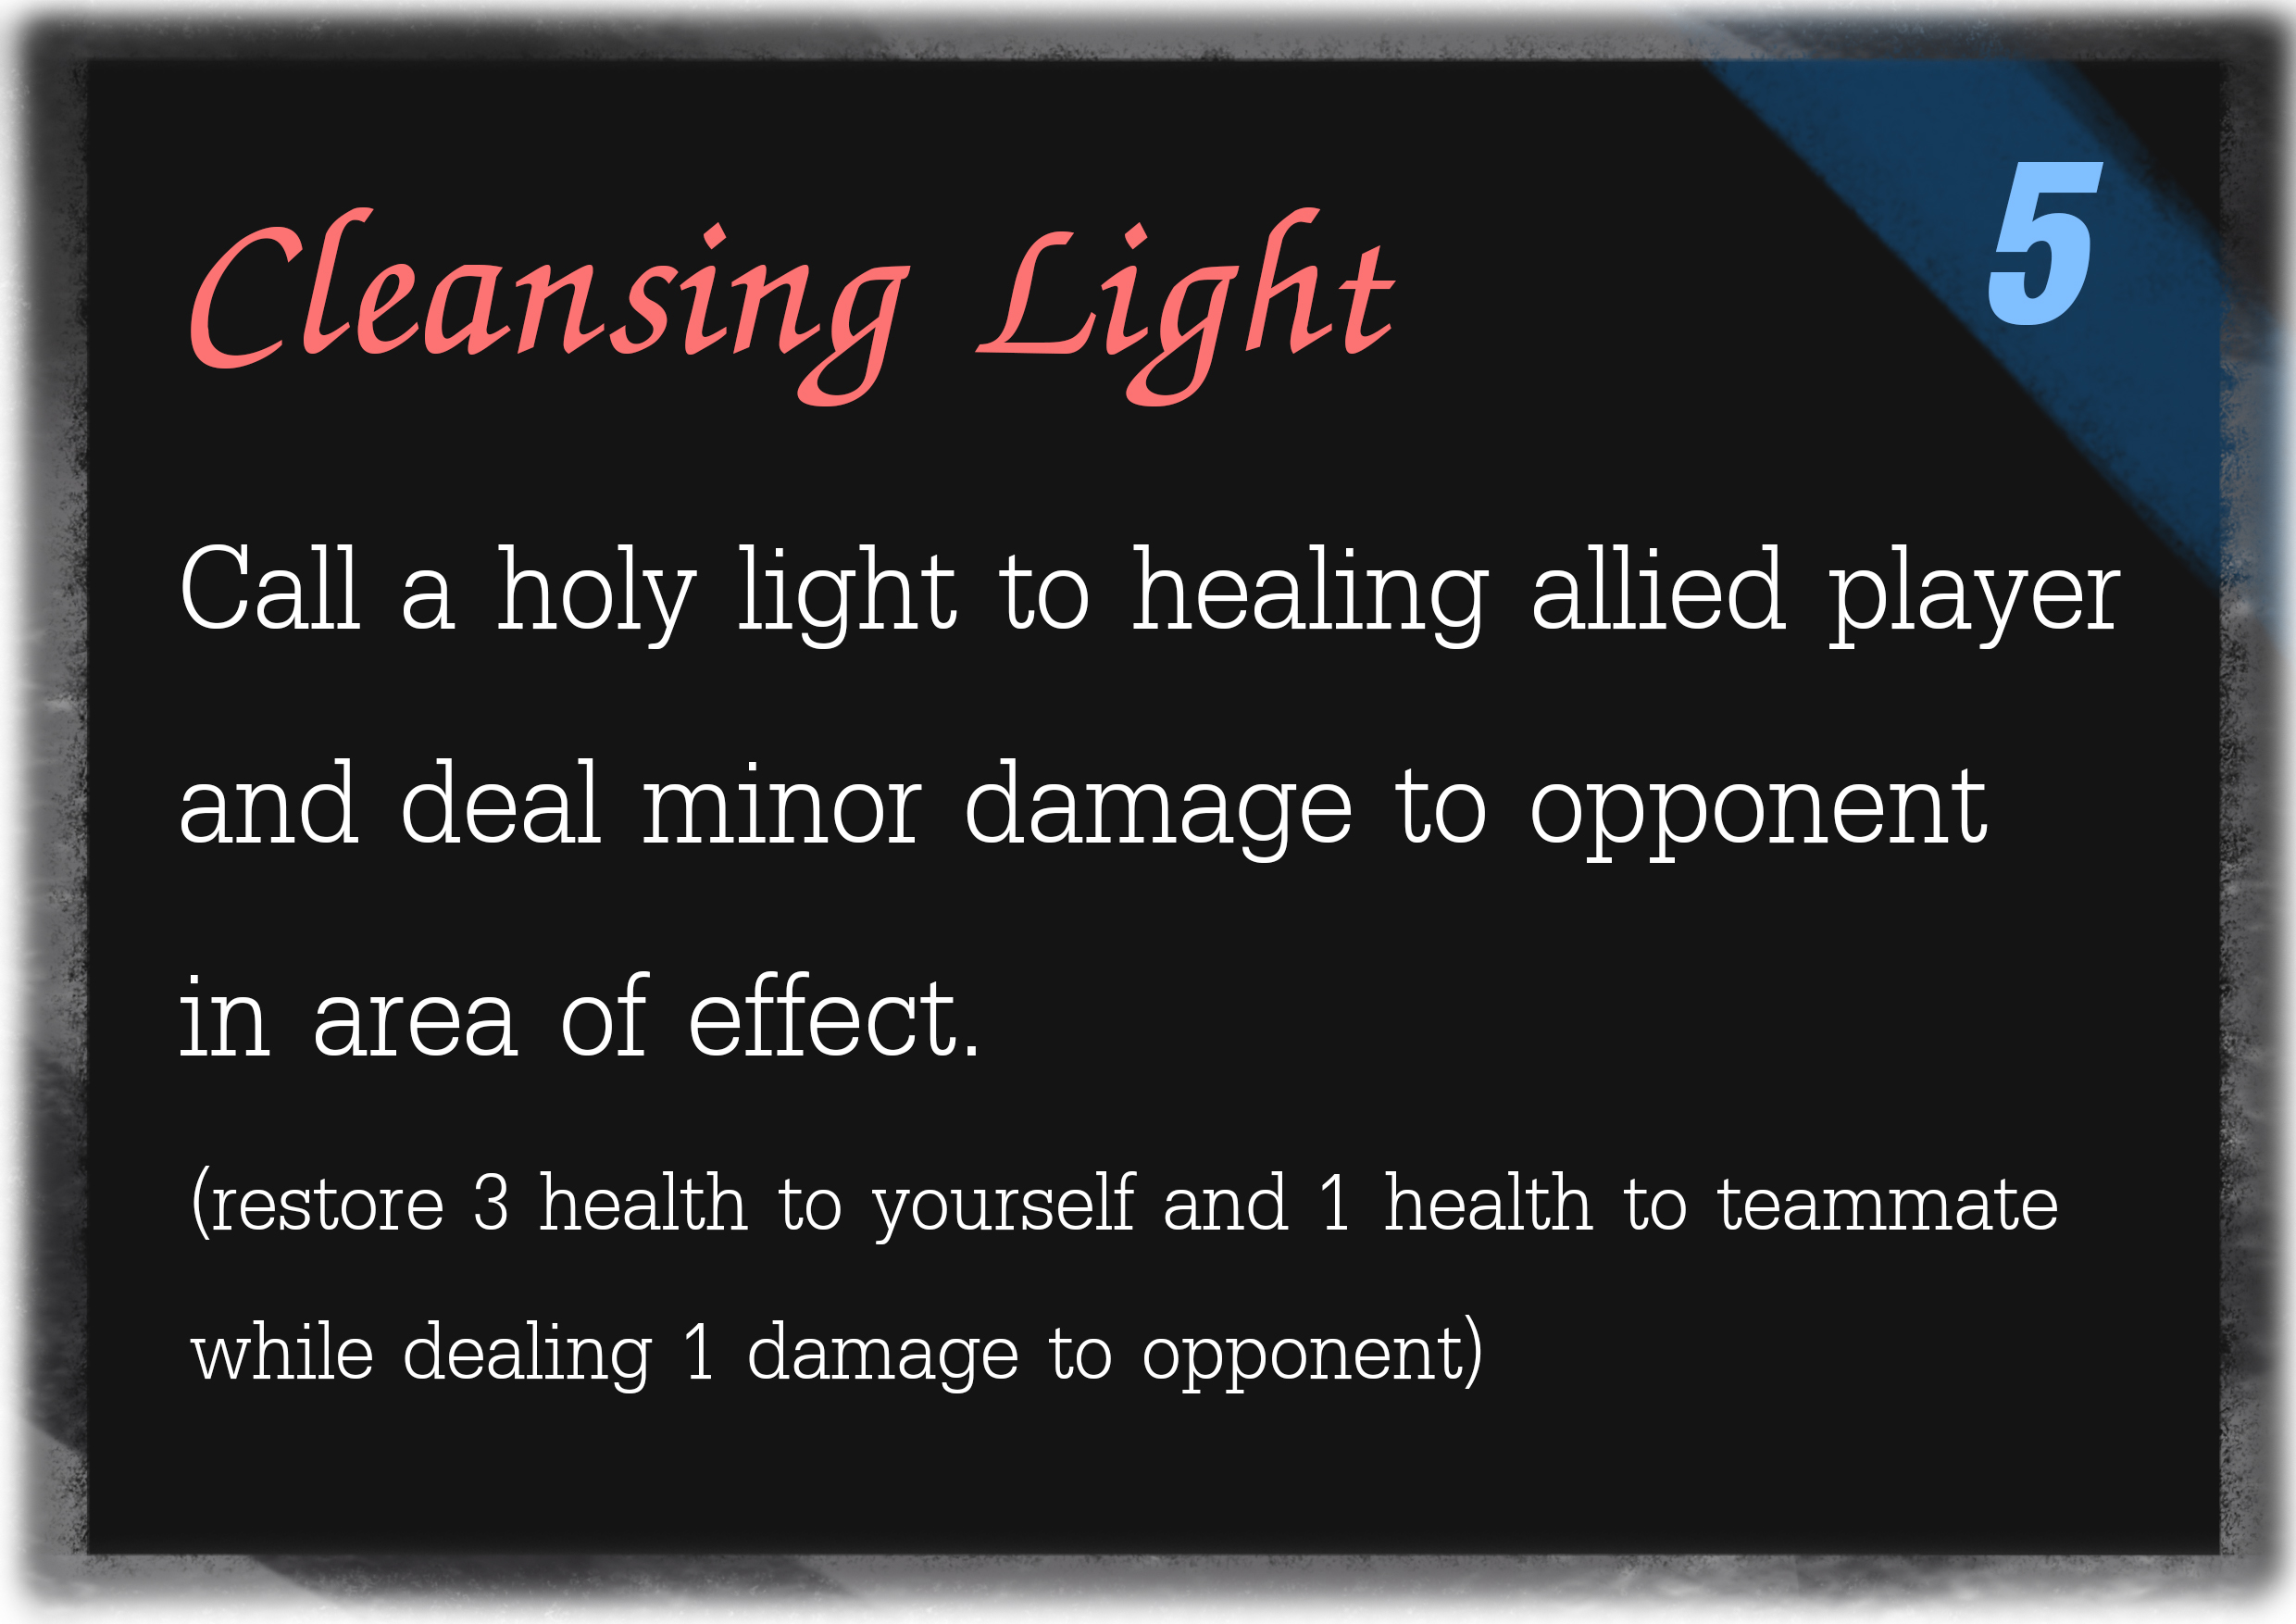 Cleansing Light
5
Call a holy light to healing allied player
and deal minor damage to opponent
in area of effect.
(restore 3 health to yourself and 1 health to teammate
while dealing 1 damage to opponent)